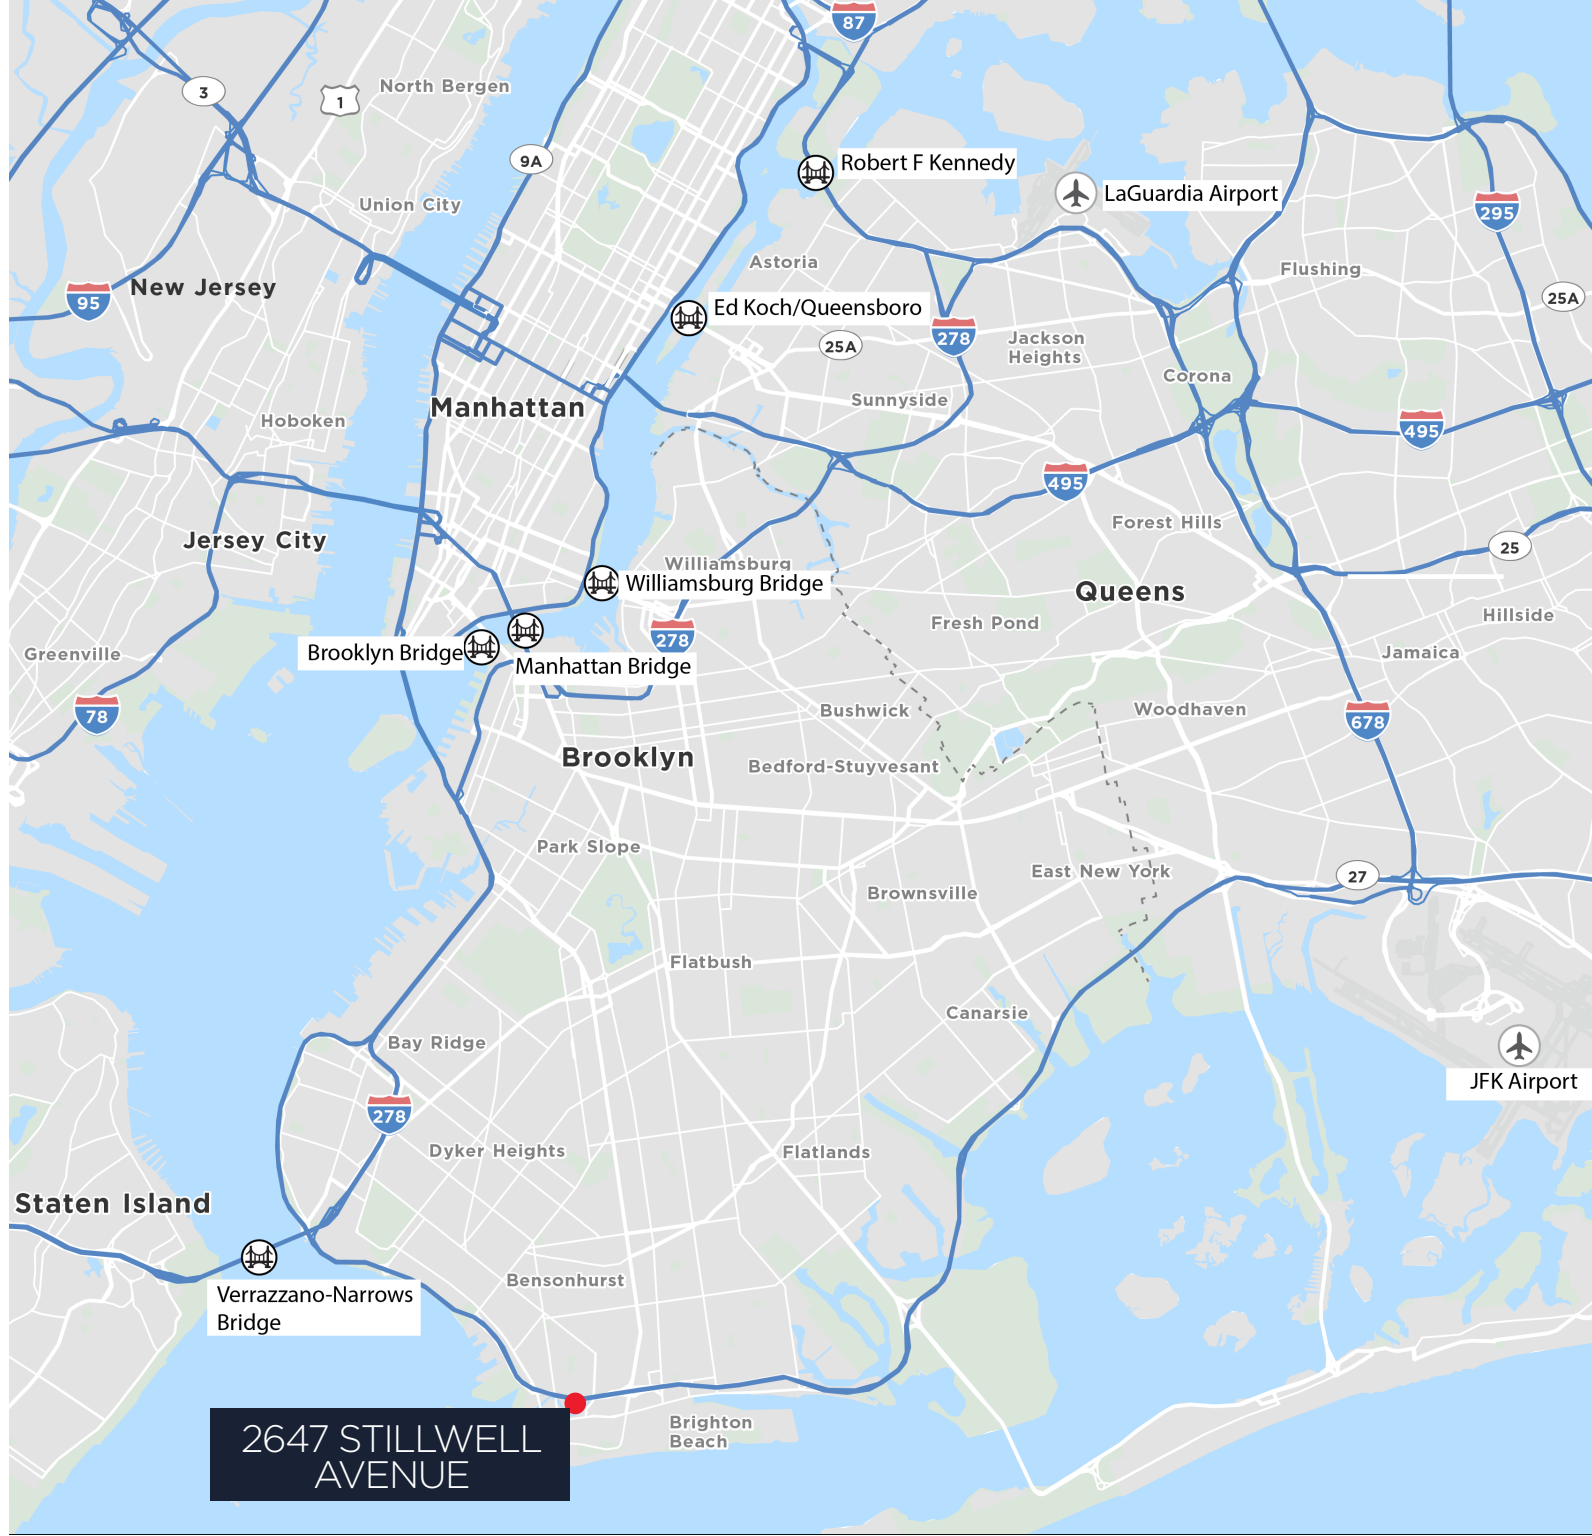 87
North Bergen
3
1
9A
Robert F Kennedy
LaGuardia Airport
Union City
295
Astoria
Flushing
New Jersey
95
25A
Ed Koch/Queensboro
278
25A
Jackson
Heights
Corona
Sunnyside
Manhattan
Hoboken
495
495
Forest Hills
Jersey City
25
Williamsburg
Williamsburg Bridge
Queens
Hillside
Fresh Pond
278
Brooklyn Bridge
Manhattan Bridge
Greenville
Jamaica
78
Bushwick
Woodhaven
678
Brooklyn
Bedford-Stuyvesant
Park Slope
East New York
27
Brownsville
Flatbush
Canarsie
Bay Ridge
JFK Airport
278
Dyker Heights
Flatlands
Staten Island
Bensonhurst
Verrazzano-Narrows
Bridge
Brighton
Beach
2647 STILLWELL
AVENUE